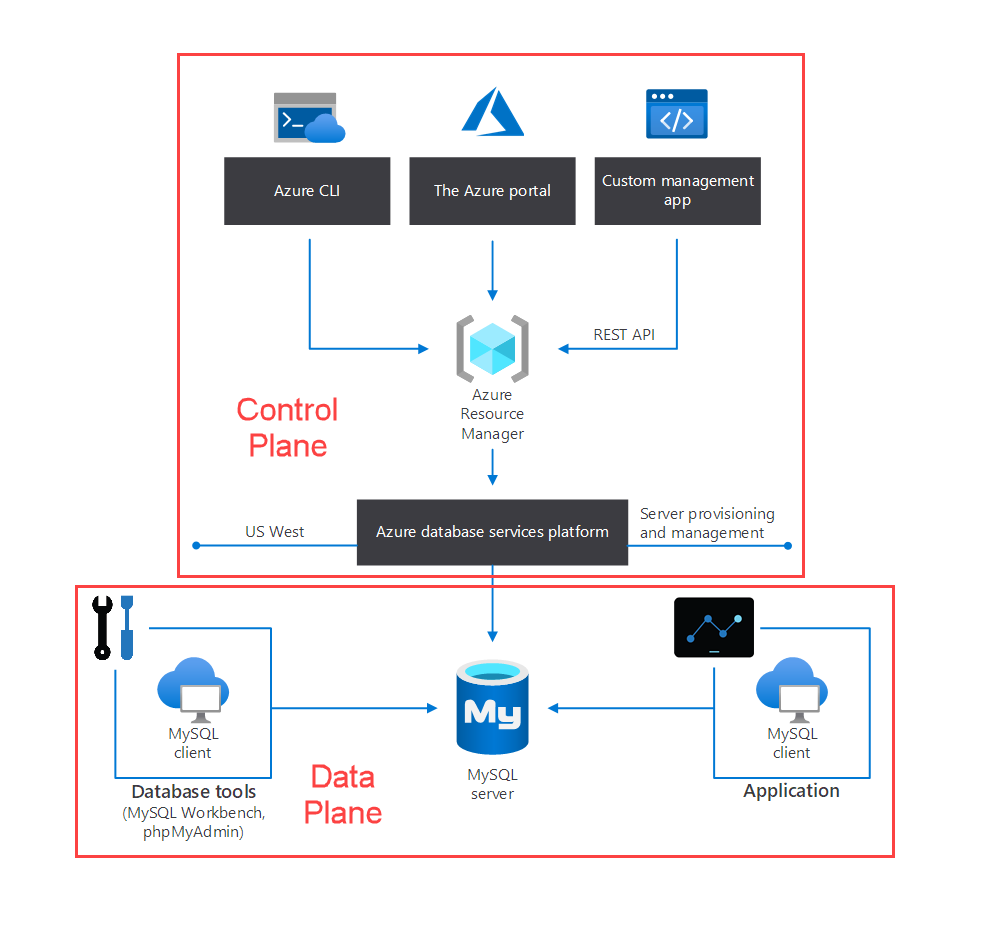 Azure CLI
The Azure portal
Custom management
app
REST API
Azure
Resource
Manager
Control
Plane
US West
Azure database services platform
Server provisioning
and management
MySQL
client
Database tools
(MySQL Workbench,
phpMyAdmin)
Data
Plane
My
MySQL
server
MySQL
client
Application